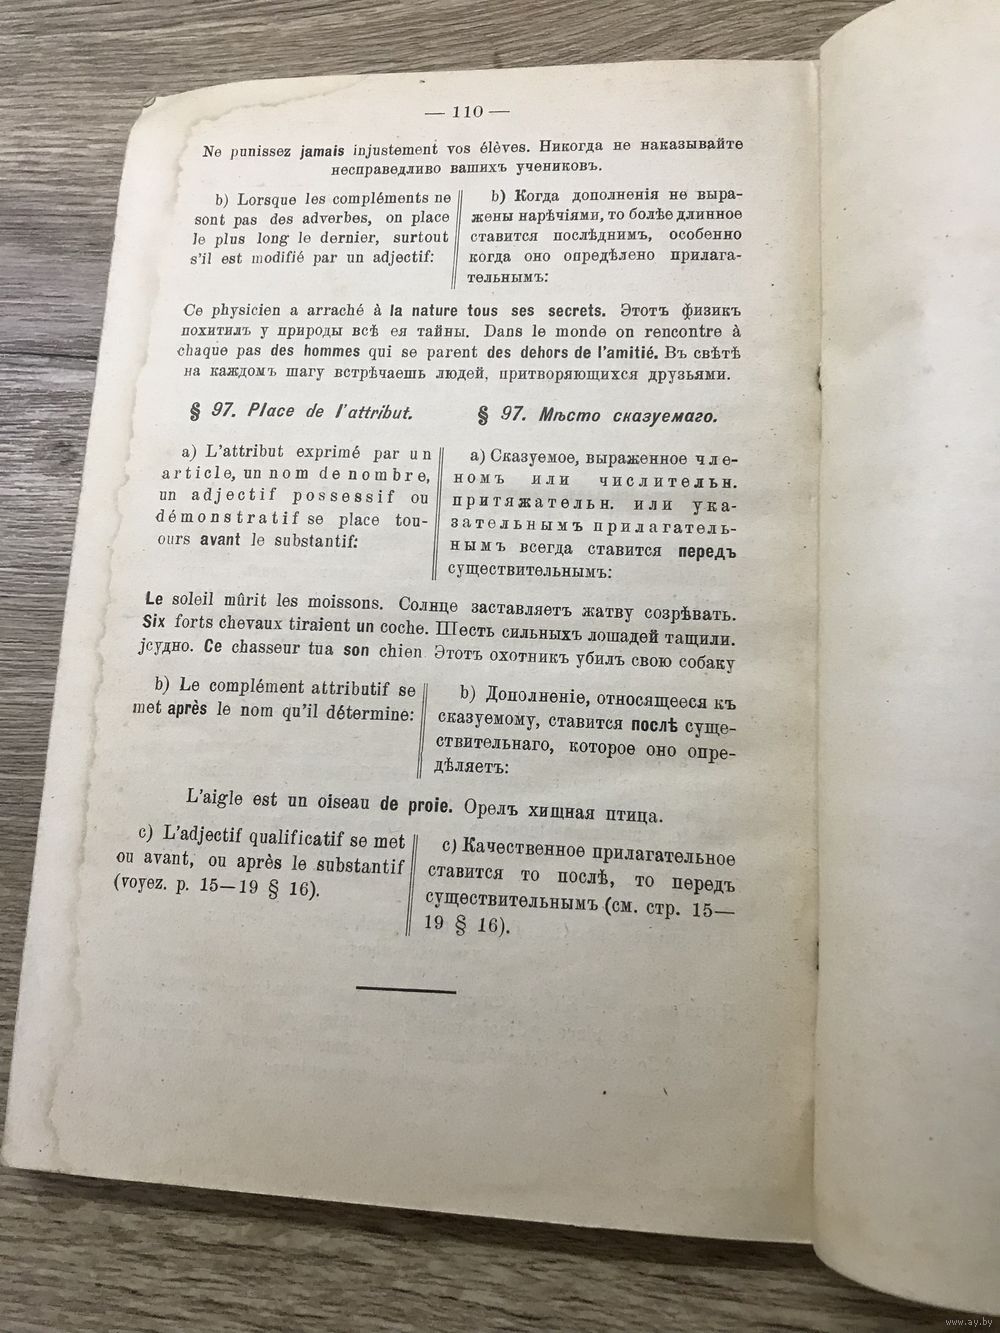 — 110 —
Ne punissez jamais injustement vos élèves. Никогда не наказывайте
несправедливо вашихъ учениковъ.
b) Lorsque les compléments ne
sont pas des adverbes, on place
le plus long le dernier, surtout
s'il est modifié par un adjectif:
b) Когда дополненія не выра-
жены нарѣчіями, то болѣе длинное
ставится послѣднимъ, особенно
когда оно опредѣлено прилага-
тельнымъ:
Ce physicien a arraché à la nature tous ses secrets. Этотъ физикъ
похитилъ у природы всѣ ея тайны. Dans le monde on rencontre à
chaque pas des hommes qui se parent des dehors de l'amitié. Въ свѣтѣ
на каждомъ шагу встрѣчаешь людей, притворяющихся друзьями.
§ 97. Place de l'attribut.
§ 97. Мѣсто сказуемаго.
a) L'attribut exprimé par un
article, un nom de nombre,
un adjectif possessif ou
démonstratif se place tou-
ours avant le substantif:
a) Сказуемое, выраженное чле-
номъ или числительн.
притяжательн. или ука-
зательнымъ прилагатель-
нымъ всегда ставится передъ
существительнымъ:
Le soleil mûrit les moissons. Солнце заставляетъ жатву созрѣвать.
Six forts chevaux tiraient un coche. Шесть сильныхъ лошадей тащили.
jсудно. Ce chasseur tua son chien Этотъ охотникъ убилъ свою собаку
b) Le complément attributif se
met après le nom qu'il détermine:
b) Дополненіе, относящееся къ
сказуемому, ставится послѣ суще-
ствительнаго, которое оно опре-
дѣляетъ:
L'aigle est un oiseau de proie. Орелъ хищная птица.
c) L'adjectif qualificatif se met
ou avant, ou après le substantif
(voyez. p. 15—19 § 16).
c) Качественное прилагательное
ставится то послѣ, то передъ
существительнымъ (см. стр. 15—
19 § 16).
www.ay.by